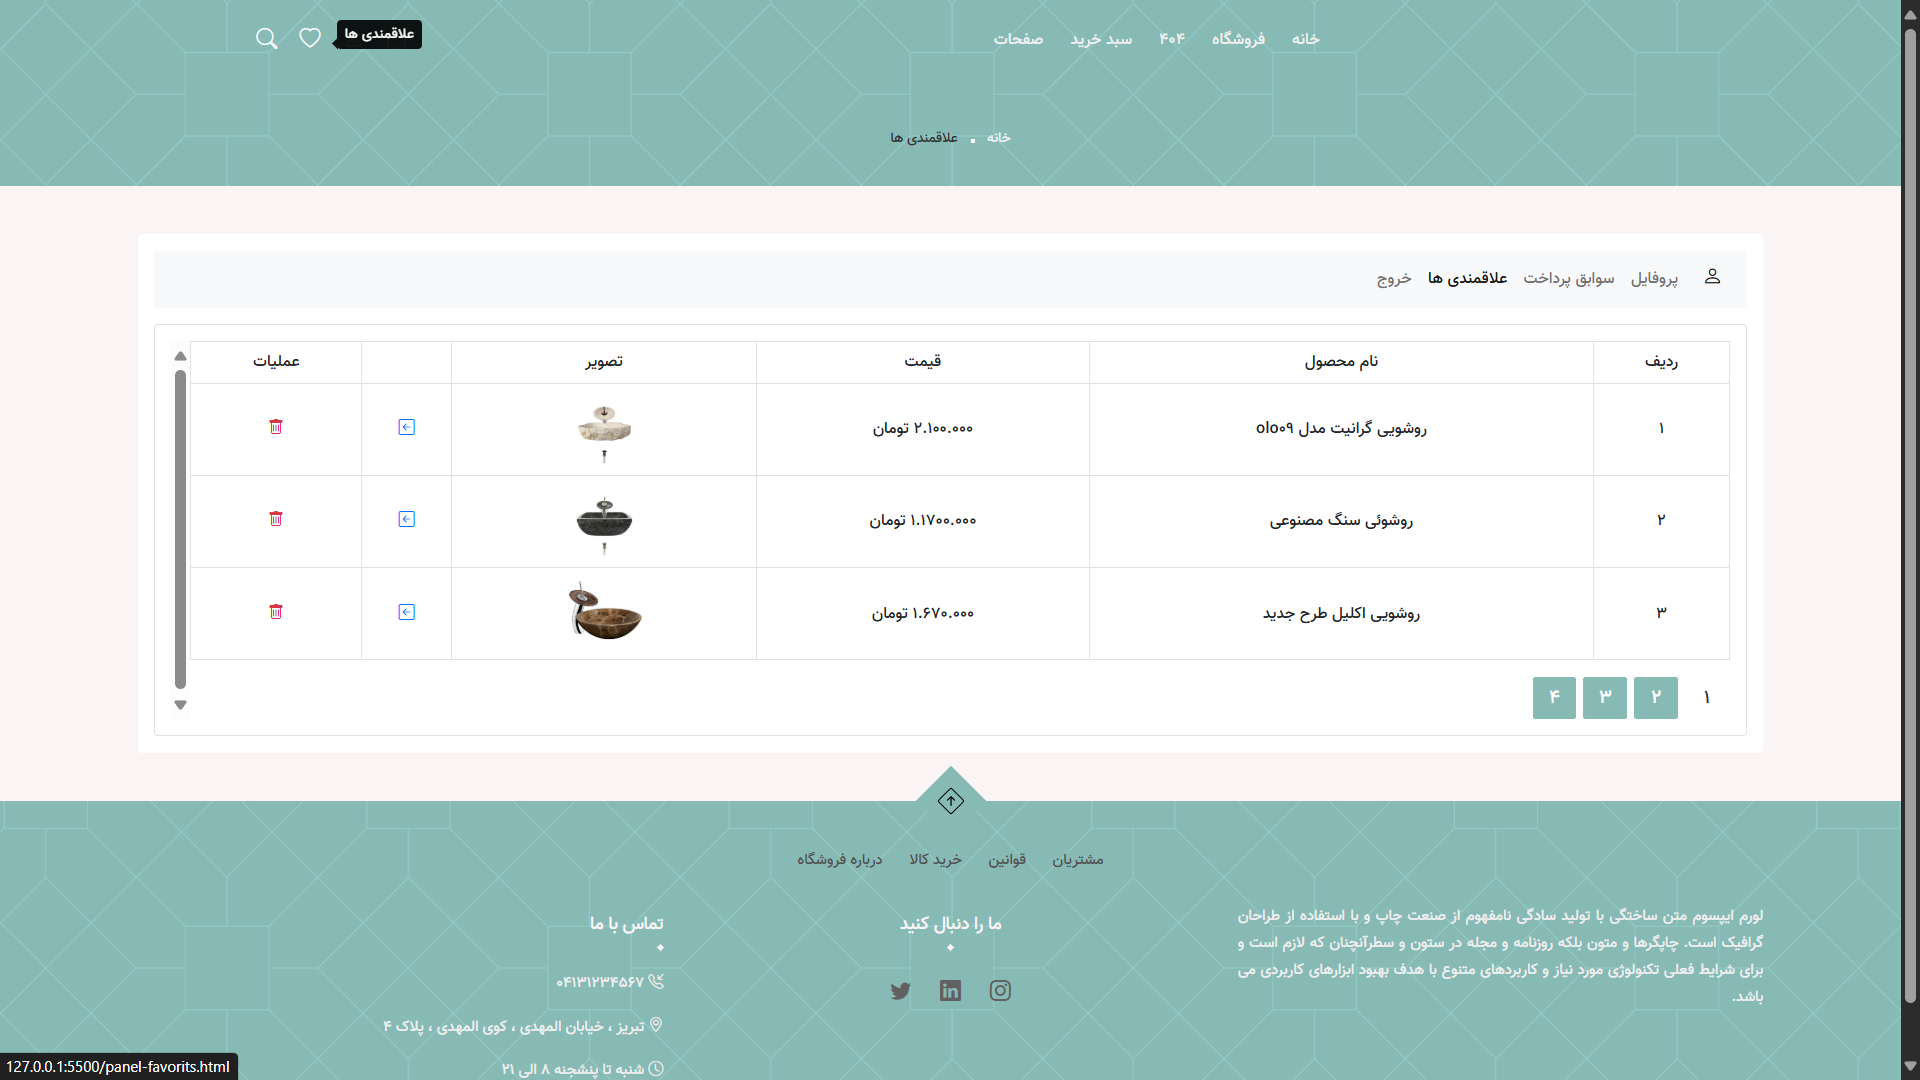 خانه
فروشگاه
۴۰۴
سبد خرید
صفحات
علاقمندی ها
خانه
علاقمندی ها
پروفایل
سوابق پرداخت
علاقمندی ها
خروج
ردیف
نام محصول
قیمت
تصویر
عملیات
۱
روشویی گرانیت مدل olo۰۹
۲.۱۰۰.۰۰۰ تومان
۲
روشوئی سنگ مصنوعی
۱.۱۷۰۰.۰۰۰ تومان
۳
روشویی اکلیل طرح جدید
۱.۶۷۰.۰۰۰ تومان
۱
۲
۳
۴
مشتریان
قوانین
خرید کالا
درباره فروشگاه
لورم ایپسوم متن ساختگی با تولید سادگی نامفهوم از صنعت چاپ و با استفاده از طراحان
گرافیک است. چاپگرها و متون بلکه روزنامه و مجله در ستون و سطرآنچنان که لازم است و
برای شرایط فعلی تکنولوژی مورد نیاز و کاربردهای متنوع با هدف بهبود ابزارهای کاربردی می
باشد.
ما را دنبال کنید
تماس با ما
۰۴۱۳۱۲۳۴۵۶۷
تبریز ، خیابان المهدی ، کوی المهدی ، پلاک ۴
شنبه تا پنشجنه ۸ الی ۲۱
127.0.0.1:5500/panel-favorits.html